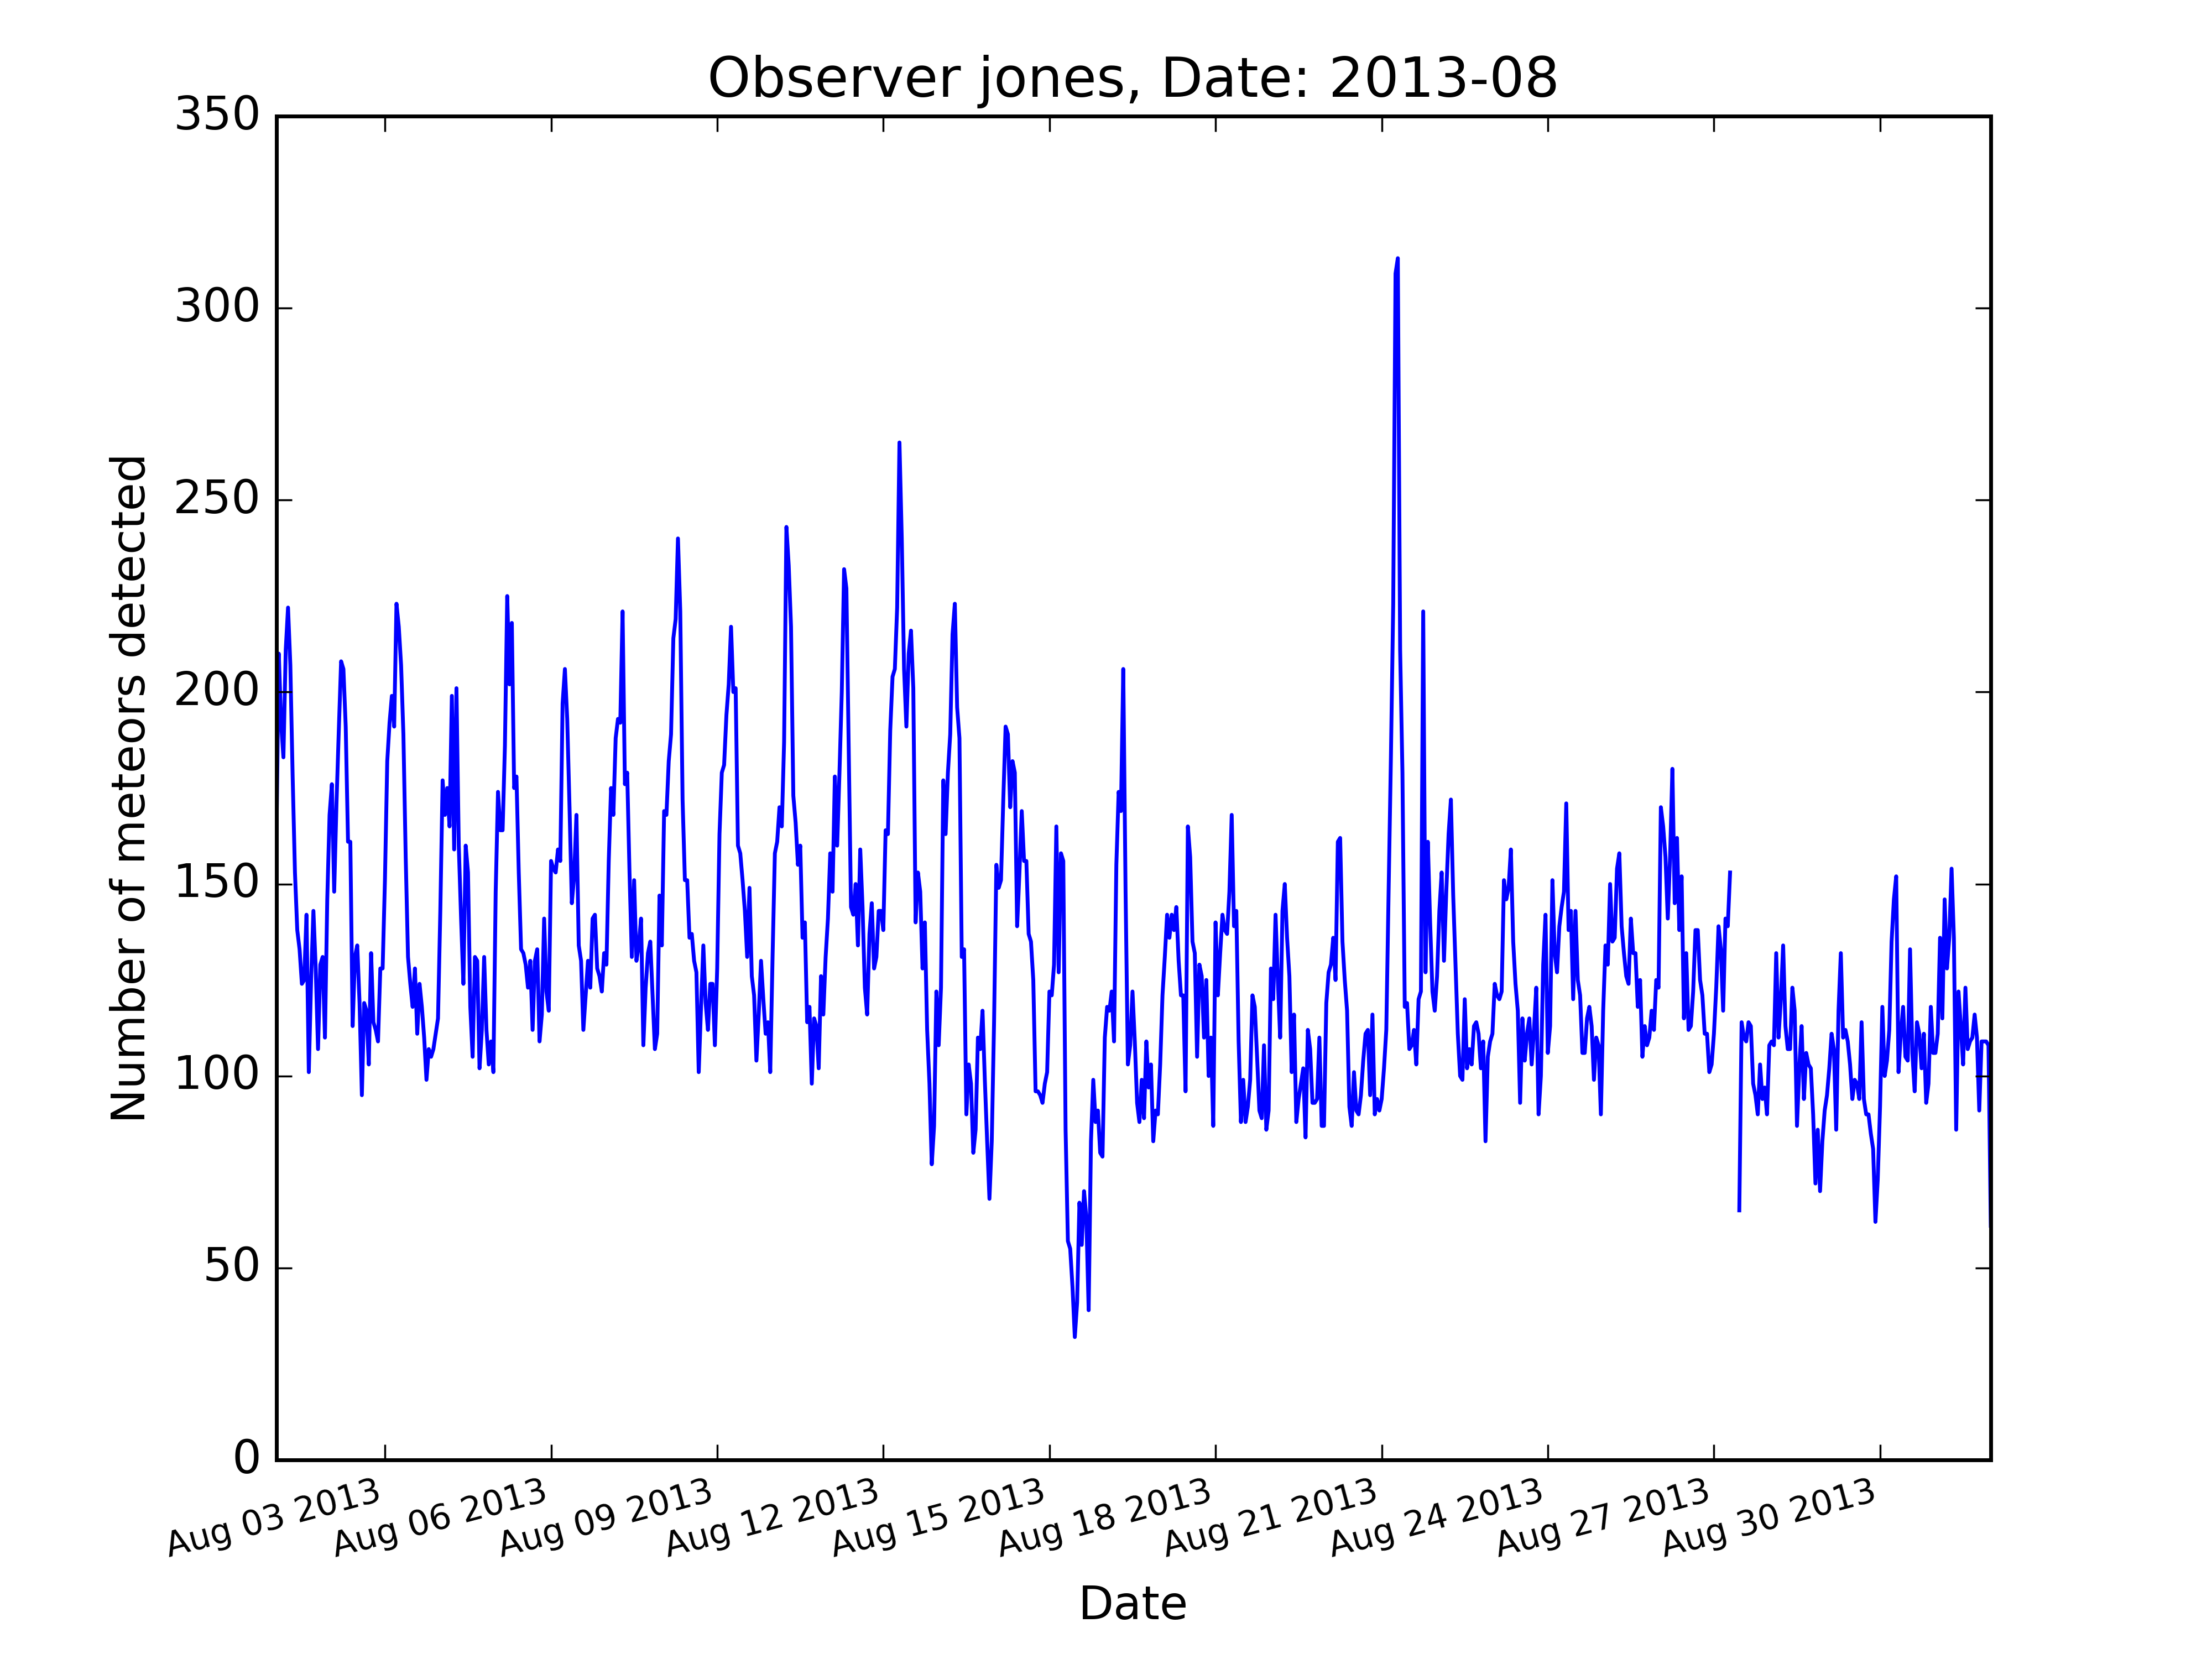 Observer jones, Date: 2013-08
Number of meteors detected
350
300
250
200
150
100
50
0
Aug 03 2013
Aug 06 2013
Aug 09 2013
Aug 12 2013
Aug 15 2013
Aug 18 2013
Aug 21 2013
Aug 24 2013
Aug 27 2013
Aug 30 2013
Date